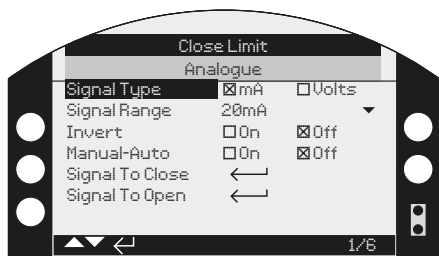 Close Limit
Analogue
Signal Type ☒mA ☐Volts
Signal Range 20mA
Invert ☐On ☒Off
Manual-Auto ☐On ☒Off
Signal To Close
Signal To Open
1/6